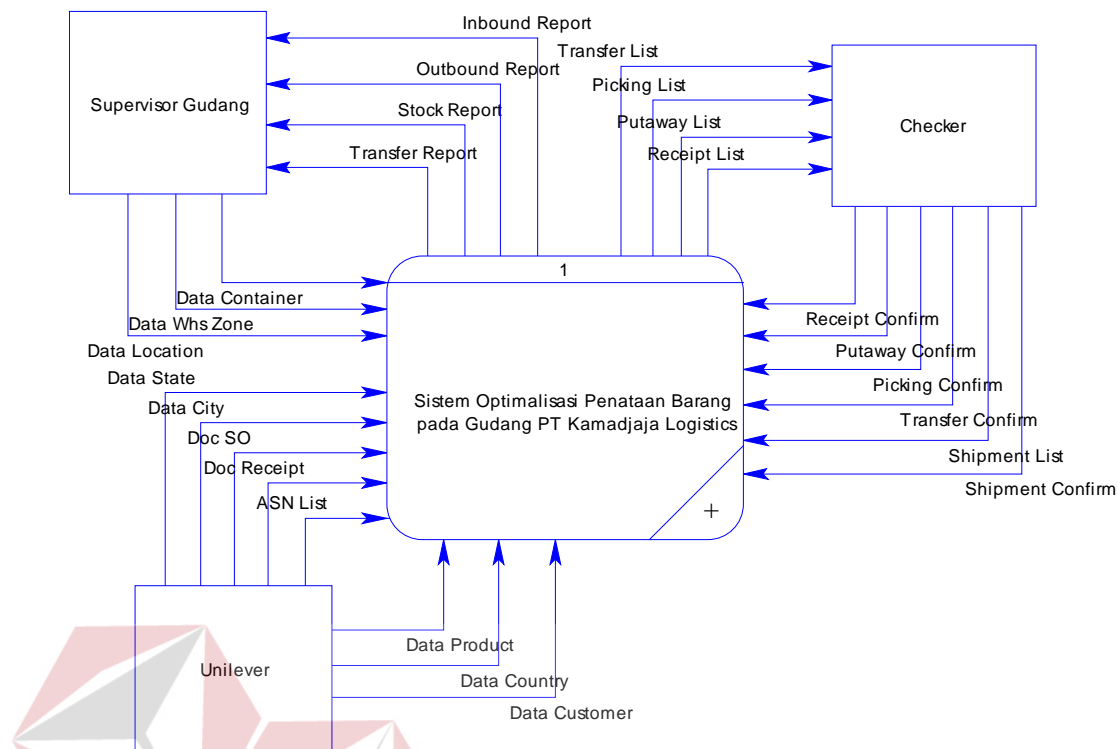 Inbound Report
Transfer List
Outbound Report
Picking List
Supervisor Gudang
Stock Report
Putaway List
Checker
Transfer Report
Receipt List
1
Data Container
Data Whs Zone
Data Location
Receipt Confirm
Putaway Confirm
Data State
Picking Confirm
Data City
Sistem Optimalisasi Penataan Barang
pada Gudang PT Kamadjaja Logistics
Transfer Confirm
Doc SO
Doc Receipt
Shipment List
ASN List
Shipment Confirm
+
Data Product
Unilever
Data Country
Data Customer